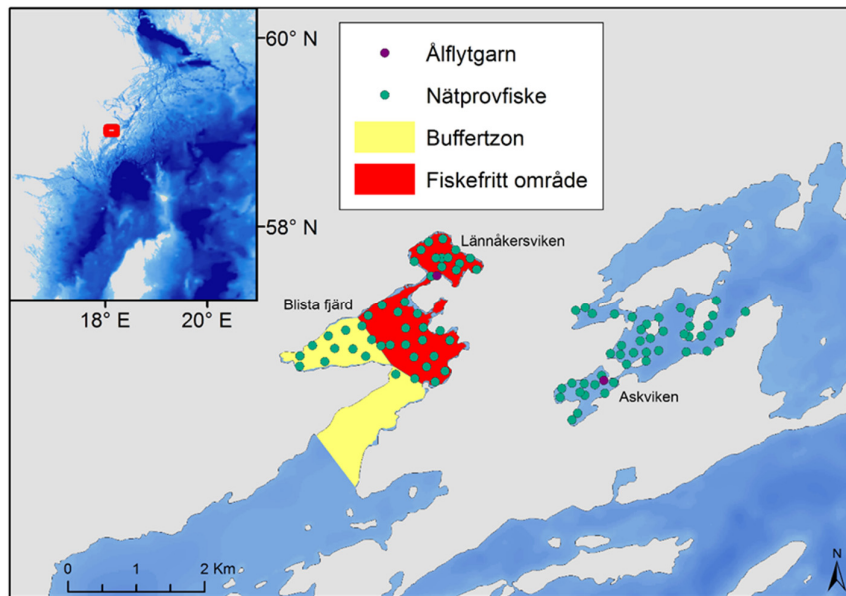 60° N
58° N
18° E
20° E
Ålflytgarn
Nätprovfiske
Buffertzon
Fiskefritt område
Lännåkersviken
Blista fjärd
Askviken
0
1
2 Km
N